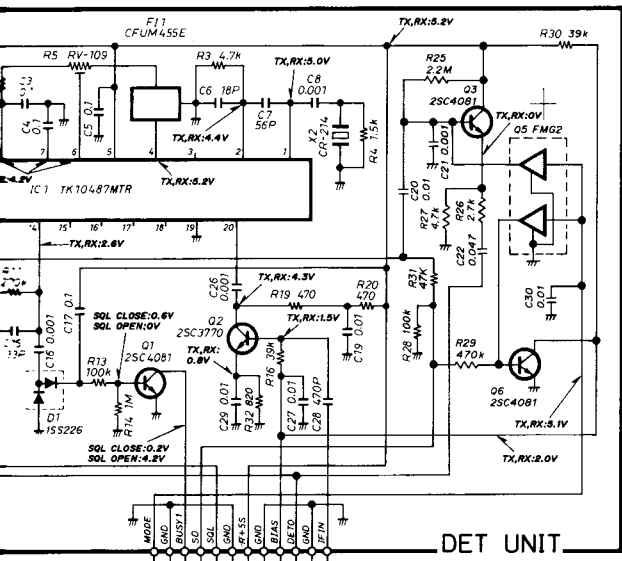 FI1
CFUM455E
TX,RX:5.2V
R30 39k
R5 RV-109
R3 4.7k
TX,RX:5.0V
R25
2.2M
C8
0.001
Q3
2SC4081
C6 18P
TX,RX:0V
C4
0.1
C5 0.1
C7
56P
TX,RX:4.4V
X2
CR-214
R4 1.5k
C21 0.001
Q5 FMG2
7 6 5 4 3 2 1
:4.2V
TX,RX:5.2V
IC1 TK10487MTR
C20
0.01
R27
4.7k
R26
2.7k
14 15 16 17 18 19 20
TX,RX:2.6V
C22
0.047
R31
47K
C26
0.001
TX,RX:4.3V
R19 470
R20
470
C30
0.01
C17 0.1
SQL CLOSE:0.6V
SQL OPEN:0V
Q2
2SC3770
TX,RX:1.5V
C19 0.01
R28 100k
C16 0.001
33P
R13
100k
Q1
2SC4081
TX,RX:
0.8V
R16 39k
R29
470k
D1
1SS226
R14 1M
C29 0.01
R32 820
C27 0.01
C28 470P
Q6
2SC4081
TX,RX:5.1V
SQL CLOSE:0.2V
SQL OPEN:4.2V
TX,RX:2.0V
MODE
GND
BUSY1
SD
SQL
GND
R+5S
GND
BIAS
DETO
GND
IFIN
DET UNIT